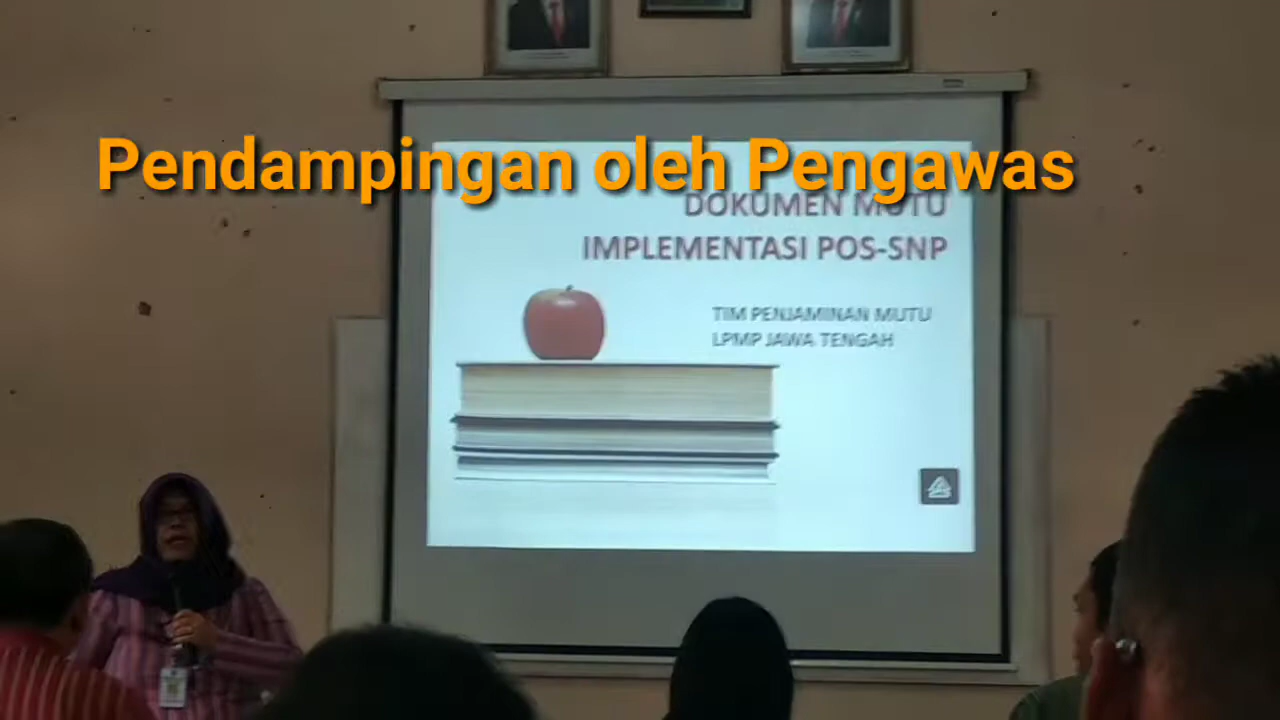 Pendampingan oleh Pengawas
DOKUMEN MUTU
IMPLEMENTASI POS-SNP
TIM PENJAMINAN MUTU
LPMP JAWA TENGAH